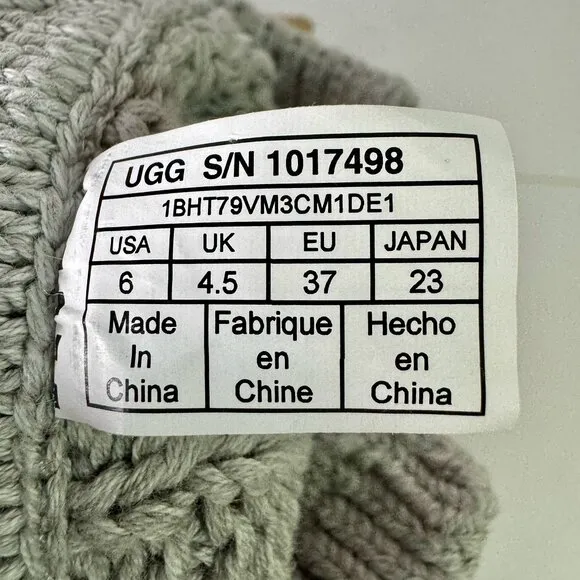 UGG S/N 1017498
1BHT79VM3CM1DE1
USA UK EU JAPAN
6 4.5 37 23
Made Fabrique Hecho
In en en
China Chine China